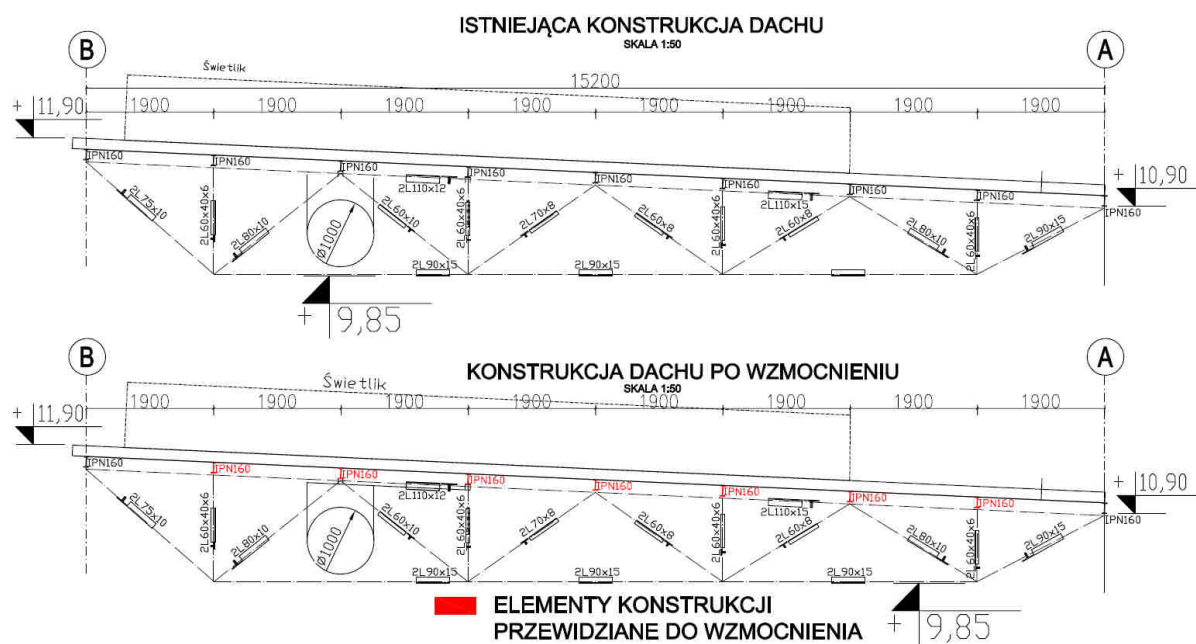 ISTNIEJĄCA KONSTRUKCJA DACHU
SKALA 1:50
B
A
Świetlik
15200
1900 1900 1900 1900 1900 1900 1900 1900
+ 11,90
+ 10,90
IPN160 IPN160 IPN160 IPN160 IPN160 IPN160 IPN160 IPN160 IPN160
2L110x12
2L110x15
2L75x10
2L60x40x6
2L80x10
Ø1000
2L60x10
2L60x40x6
2L70x8
2L60x8
2L60x40x6
2L60x8
2L80x10
2L60x40x6
2L90x15
2L90x15
2L90x15
+ 9,85
B
A
KONSTRUKCJA DACHU PO WZMOCNIENIU
SKALA 1:50
Świetlik
1900 1900 1900 1900 1900 1900 1900 1900
+ 11,90
+ 10,90
IPN160 IPN160 IPN160 IPN160 IPN160 IPN160 IPN160 IPN160 IPN160
2L110x12
2L110x15
2L75x10
2L60x40x6
2L80x10
Ø1000
2L60x10
2L60x40x6
2L70x8
2L60x8
2L60x40x6
2L60x8
2L80x10
2L60x40x6
2L90x15
2L90x15
2L90x15
2L90x15
ELEMENTY KONSTRUKCJI
PRZEWIDZIANE DO WZMOCNIENIA
+ 9,85